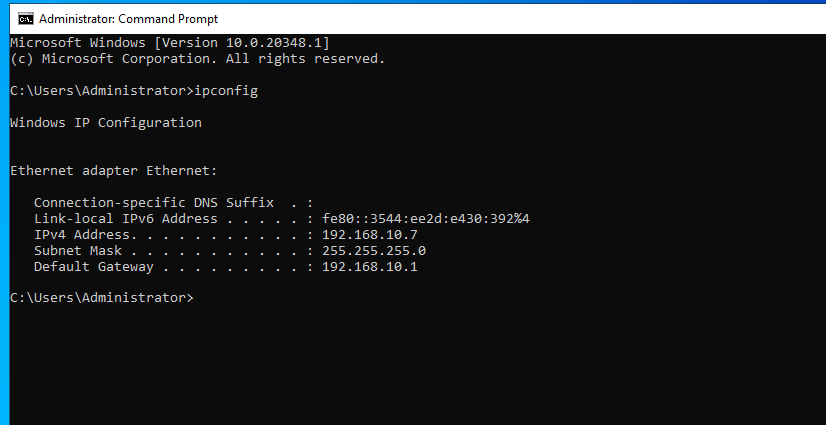 Administrator: Command Prompt
Microsoft Windows [Version 10.0.20348.1]
(c) Microsoft Corporation. All rights reserved.
C:\Users\Administrator>ipconfig
Windows IP Configuration
Ethernet adapter Ethernet:
Connection-specific DNS Suffix  . :
Link-local IPv6 Address . . . . . : fe80::3544:ee2d:e430:392%4
IPv4 Address. . . . . . . . . . . : 192.168.10.7
Subnet Mask . . . . . . . . . . . : 255.255.255.0
Default Gateway . . . . . . . . . : 192.168.10.1
C:\Users\Administrator>